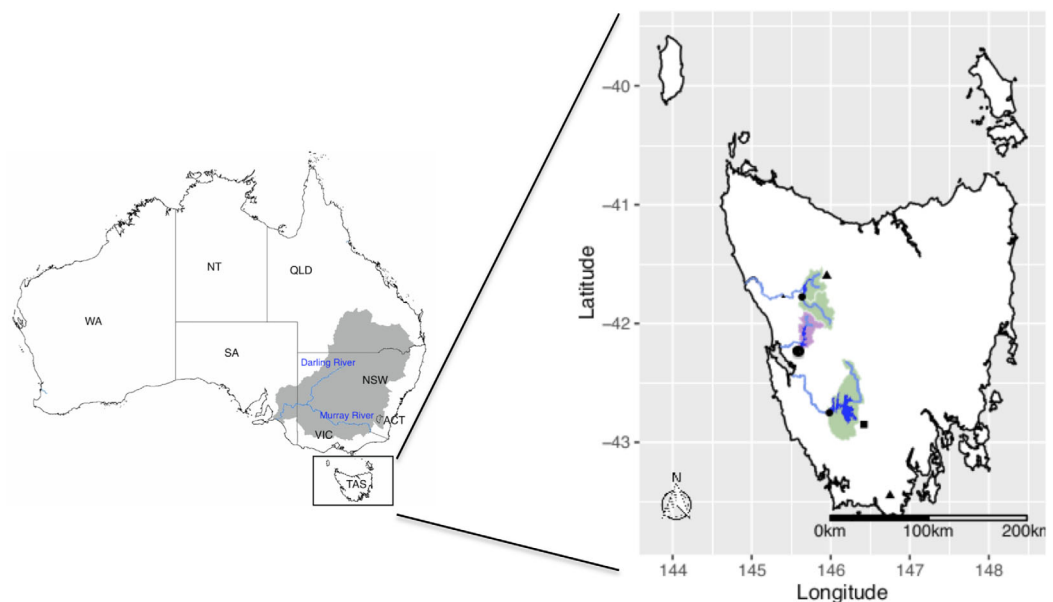 NT
QLD
WA
SA
Darling River
NSW
Murray River
ACT
VIC
TAS
−40
−41
−42
−43
Latitude
N
0km 100km 200km
144 145 146 147 148
Longitude